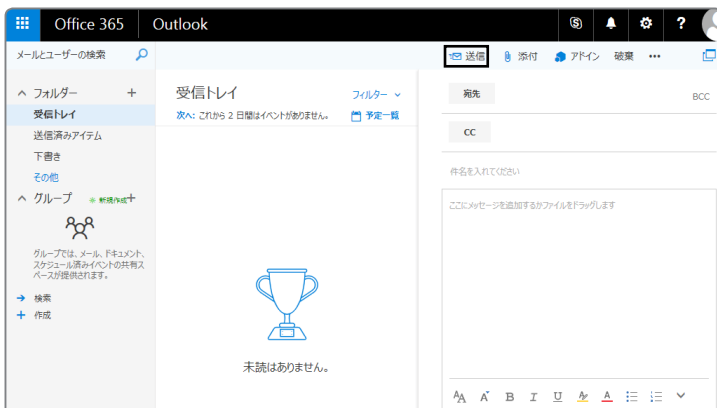 Office 365 Outlook
メールとユーザーの検索
送信 添付 アドイン 破棄 •••
フォルダー
受信トレイ
送信済みアイテム
下書き
その他
グループ 新規作成
グループでは、メール、ドキュメント、
スケジュール済みイベントの共有ス
ペースが提供されます。
検索
作成
受信トレイ フィルター
次へ: これから 2 日間はイベントがありません。 予定一覧
未読はありません。
宛先 BCC
CC
件名を入れてください
ここにメッセージを追加するかファイルをドラッグします
AA A B I U A